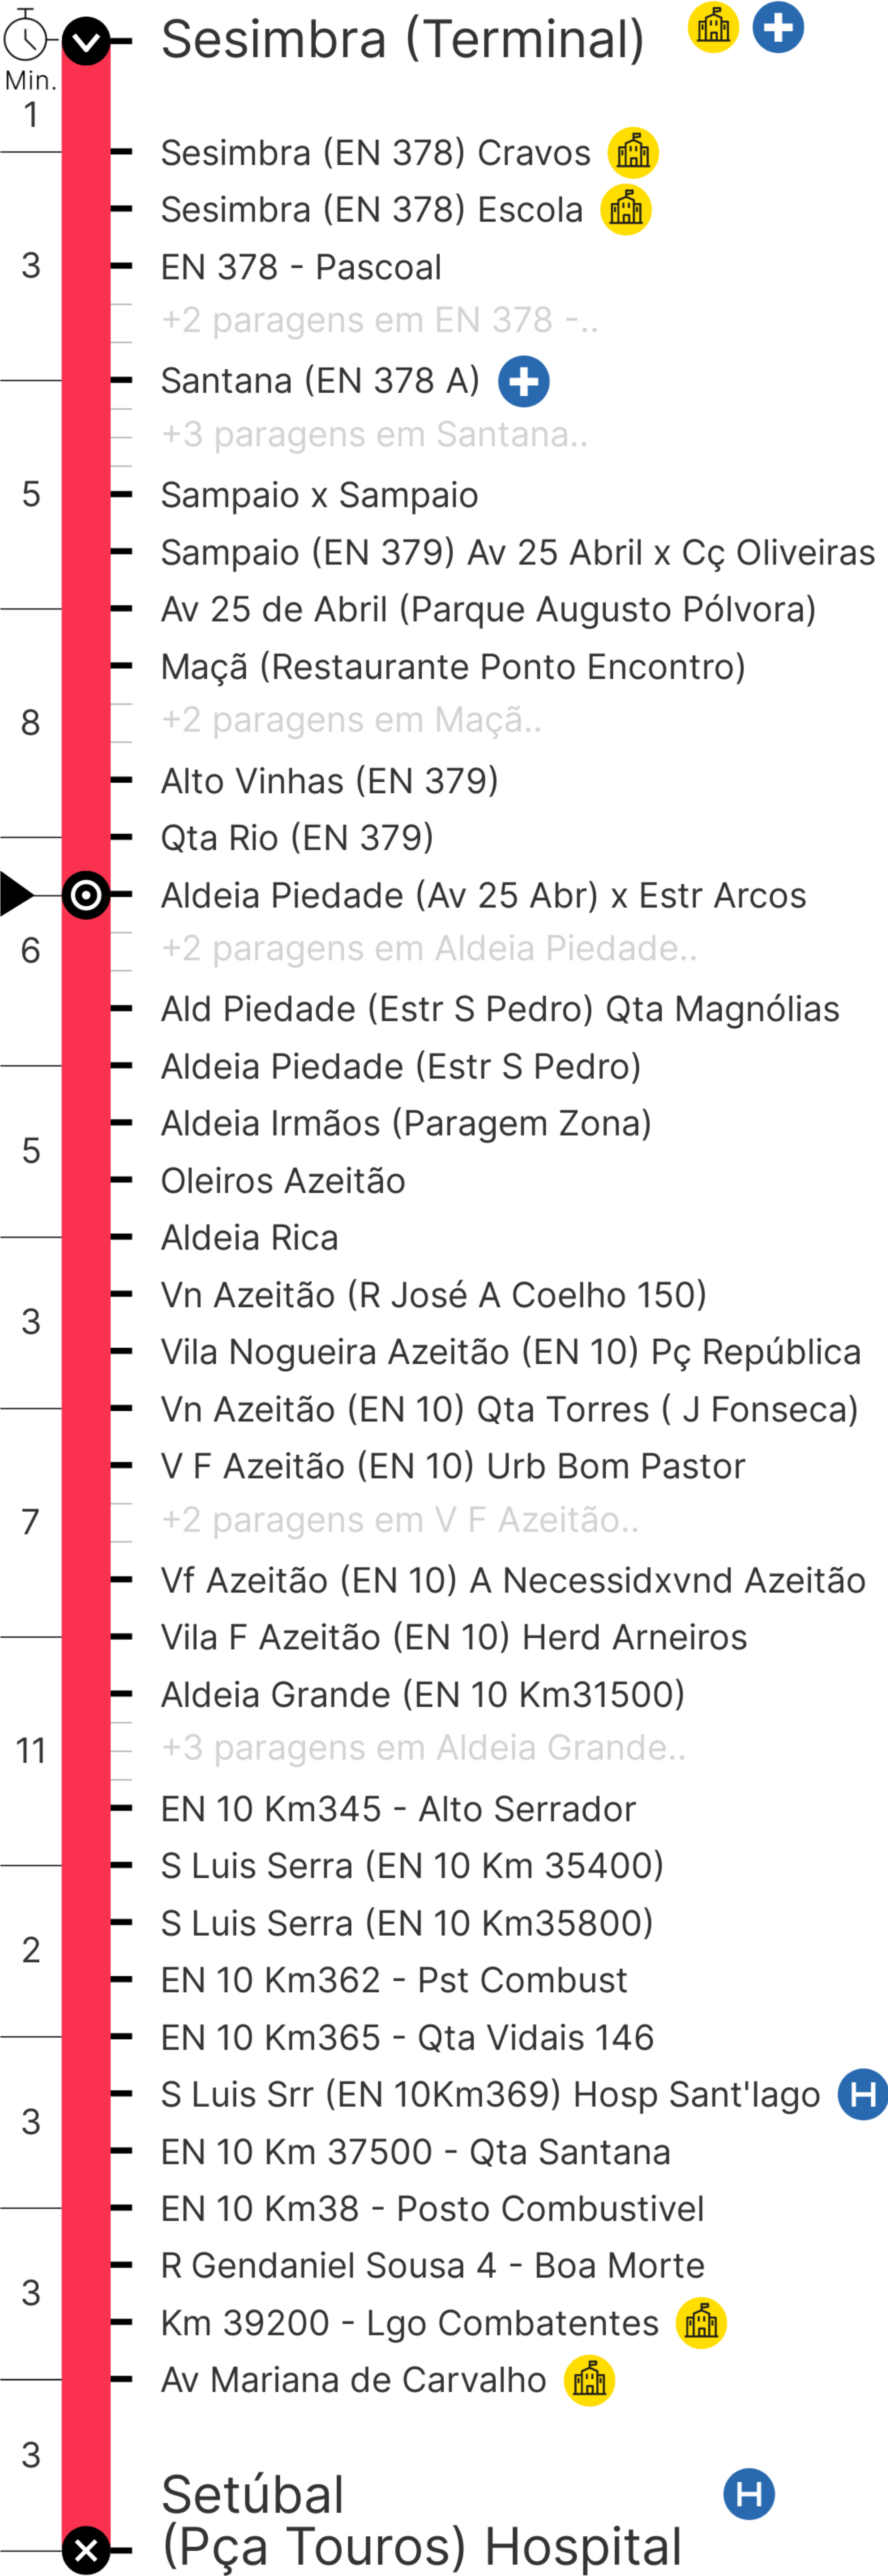 Sesimbra (Terminal)
Min.
1
Sesimbra (EN 378) Cravos
Sesimbra (EN 378) Escola
3
EN 378 - Pascoal
+2 paragens em EN 378 -..
Santana (EN 378 A)
+3 paragens em Santana..
5
Sampaio x Sampaio
Sampaio (EN 379) Av 25 Abril x Cç Oliveiras
Av 25 de Abril (Parque Augusto Pólvora)
Maçã (Restaurante Ponto Encontro)
8
+2 paragens em Maçã..
Alto Vinhas (EN 379)
Qta Rio (EN 379)
Aldeia Piedade (Av 25 Abr) x Estr Arcos
6
+2 paragens em Aldeia Piedade..
Ald Piedade (Estr S Pedro) Qta Magnólias
Aldeia Piedade (Estr S Pedro)
Aldeia Irmãos (Paragem Zona)
5
Oleiros Azeitão
Aldeia Rica
Vn Azeitão (R José A Coelho 150)
3
Vila Nogueira Azeitão (EN 10) Pç República
Vn Azeitão (EN 10) Qta Torres ( J Fonseca)
V F Azeitão (EN 10) Urb Bom Pastor
7
+2 paragens em V F Azeitão..
Vf Azeitão (EN 10) A Necessidxvnd Azeitão
Vila F Azeitão (EN 10) Herd Arneiros
Aldeia Grande (EN 10 Km31500)
11
+3 paragens em Aldeia Grande..
EN 10 Km345 - Alto Serrador
S Luis Serra (EN 10 Km 35400)
S Luis Serra (EN 10 Km35800)
2
EN 10 Km362 - Pst Combust
EN 10 Km365 - Qta Vidais 146
S Luis Srr (EN 10Km369) Hosp Sant'Iago
H
3
EN 10 Km 37500 - Qta Santana
EN 10 Km38 - Posto Combustivel
R Gendaniel Sousa 4 - Boa Morte
3
Km 39200 - Lgo Combatentes
Av Mariana de Carvalho
3
Setúbal
H
(Pça Touros) Hospital